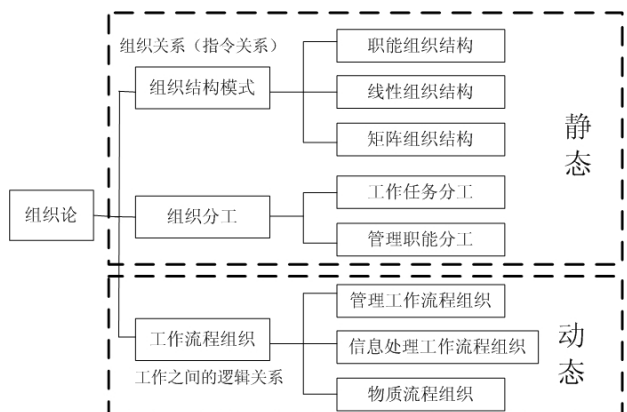 组织关系（指令关系）
职能组织结构
组织结构模式
线性组织结构
矩阵组织结构
静态
组织论
组织分工
工作任务分工
管理职能分工
管理工作流程组织
工作流程组织
信息处理工作流程组织
动态
工作之间的逻辑关系
物质流程组织